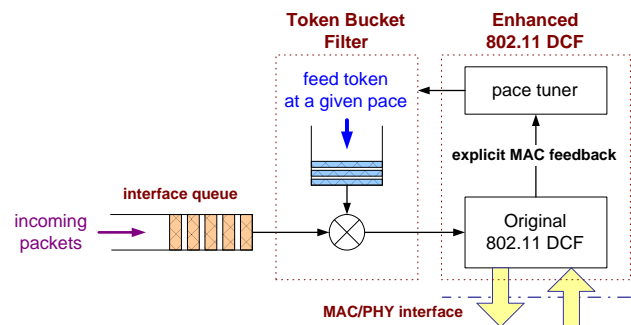 Token Bucket
Filter
Enhanced
802.11 DCF
feed token
at a given pace
pace tuner
explicit MAC feedback
interface queue
incoming
packets
Original
802.11 DCF
MAC/PHY interface